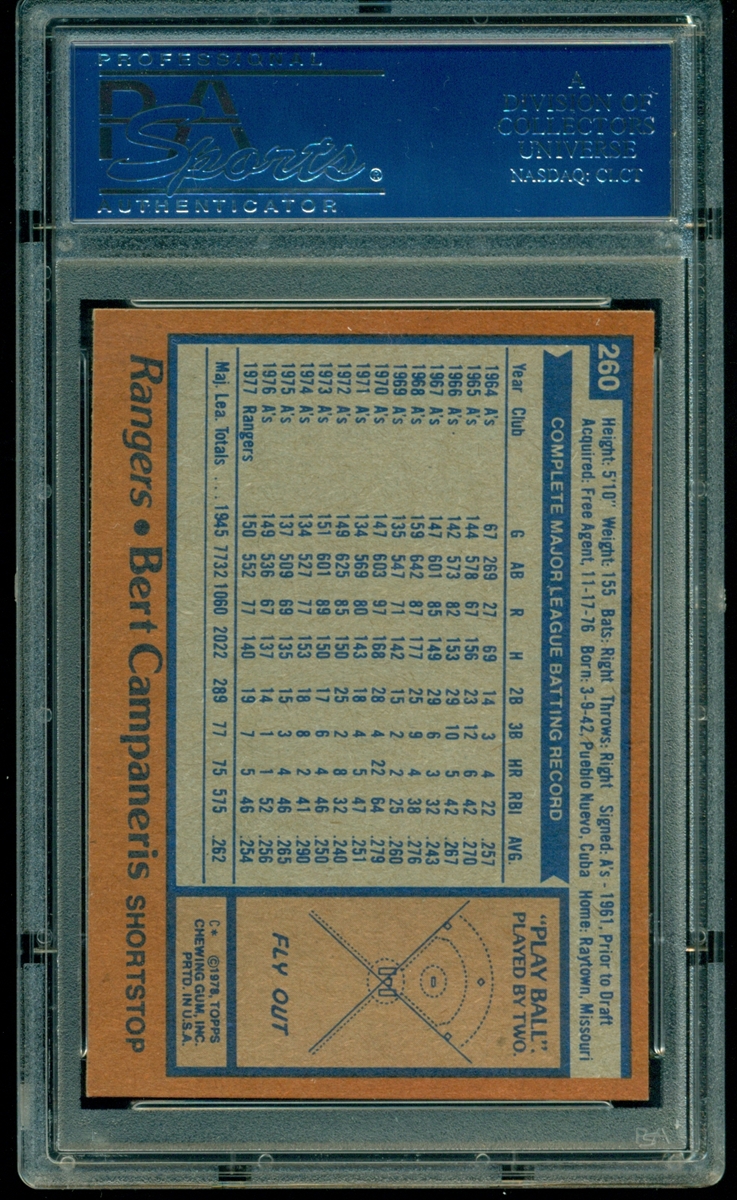 PROFESSIONAL
PSA
Sports®
AUTHENTICATOR
A
DIVISION OF
COLLECTORS
UNIVERSE
NASDAQ: CLCT
260
Height: 5'10" Weight: 155 Bats: Right Throws: Right Signed: A's - 1961, Prior to Draft
Acquired: Free Agent, 11-17-76 Born: 3-9-42, Pueblo Nuevo, Cuba Home: Raytown, Missouri
COMPLETE MAJOR LEAGUE BATTING RECORD
Year Club G AB R H 2B 3B HR RBI AVG.
1964 A's 67 269 27 69 14 3 4 22 .257
1965 A's 144 578 67 156 23 12 6 42 .270
1966 A's 142 573 82 153 29 10 5 42 .267
1967 A's 147 601 85 149 29 6 3 32 .243
1968 A's 159 642 87 177 25 9 4 38 .276
1969 A's 135 547 71 142 15 2 2 25 .260
1970 A's 147 603 97 168 28 4 22 64 .279
1971 A's 134 569 80 143 18 4 5 47 .251
1972 A's 149 625 85 150 25 2 8 32 .240
1973 A's 151 601 89 150 17 6 4 46 .250
1974 A's 134 527 77 153 18 8 2 41 .290
1975 A's 137 509 69 135 15 3 4 46 .265
1976 A's 149 536 67 137 14 1 1 52 .256
1977 Rangers 150 552 77 140 19 7 5 46 .254
Maj. Lea. Totals ... 1945 7732 1060 2022 289 77 75 575 .262
"PLAY BALL"
PLAYED BY TWO.
FLY OUT
C* ©1978 TOPPS
CHEWING GUM, INC.
PRTD. IN U.S.A.
Rangers • Bert Campaneris SHORTSTOP
PSA